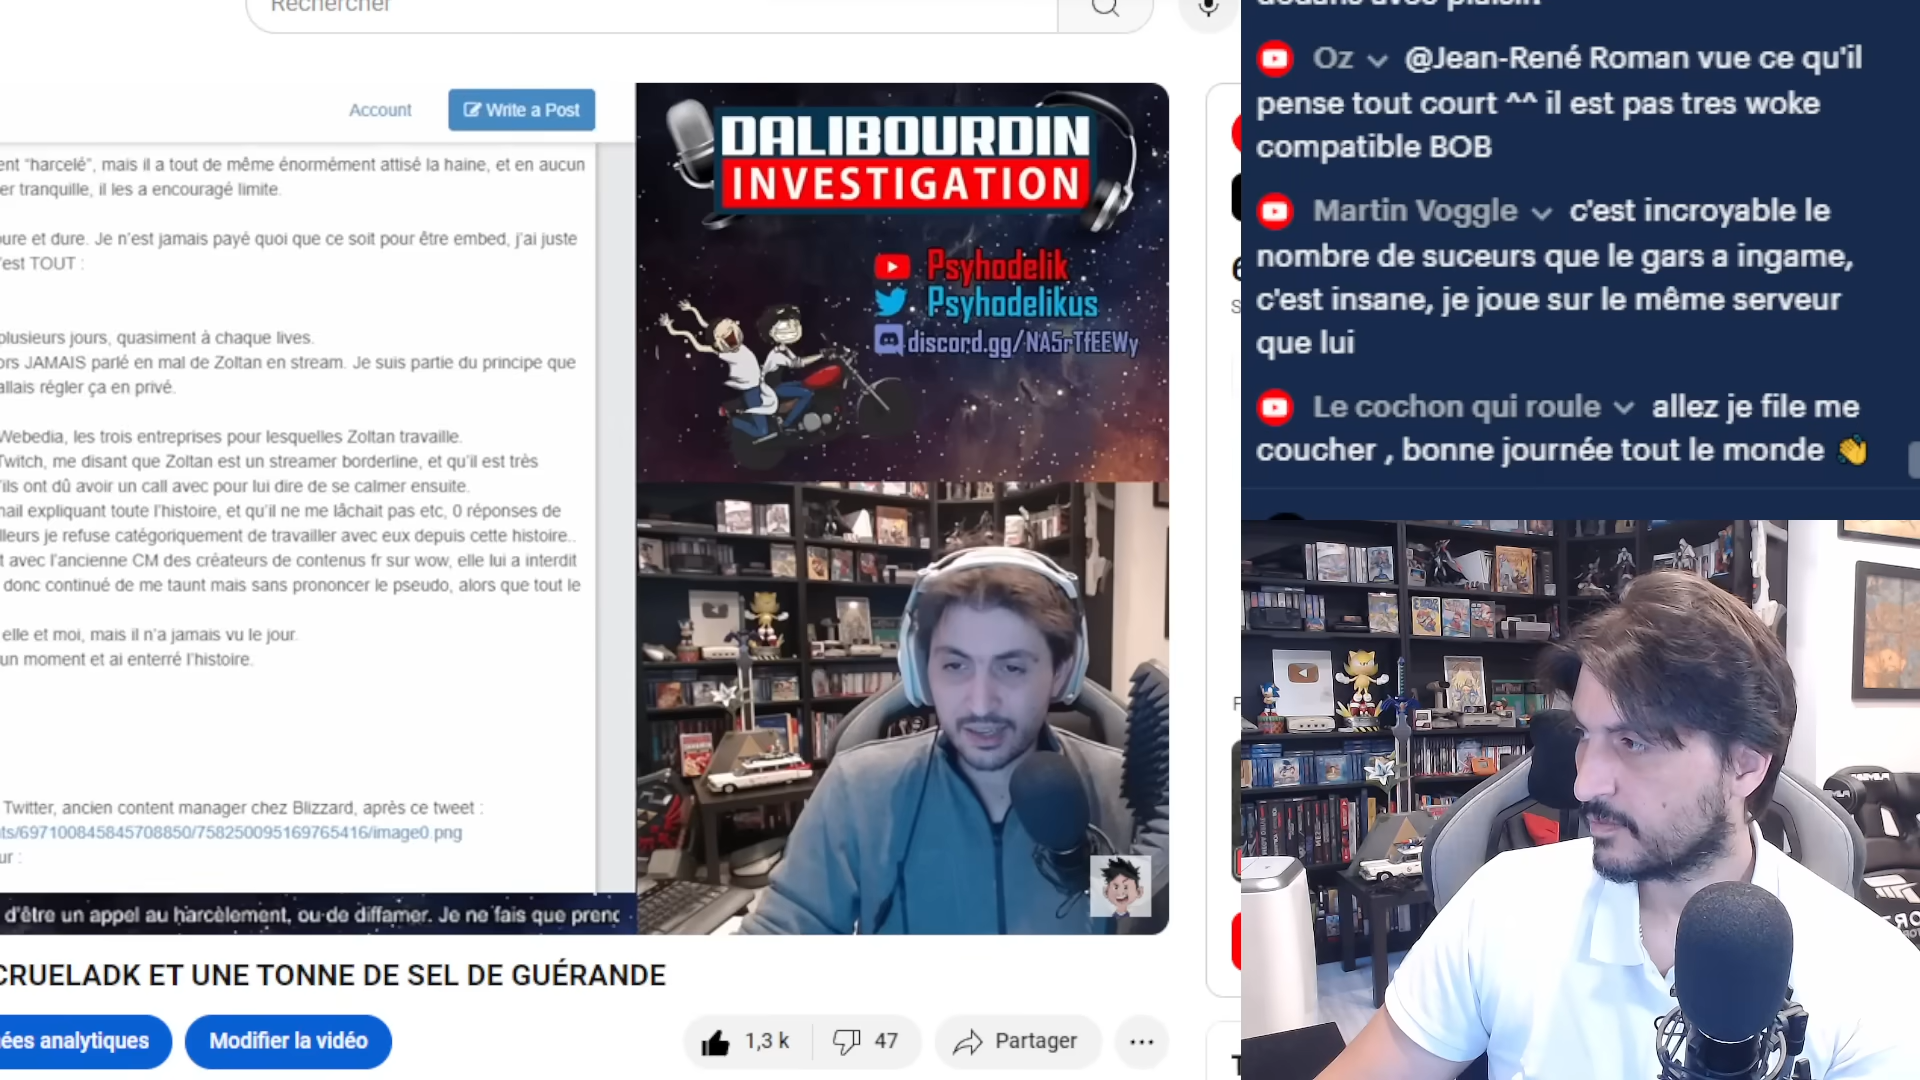 Rechercher
Account
Write a Post
ent "harcelé", mais il a tout de même énormément attisé la haine, et en aucun
er tranquille, il les a encouragé limite.
oure et dure. Je n'est jamais payé quoi que ce soit pour être embed, j'ai juste
'est TOUT :
plusieurs jours, quasiment à chaque lives.
ors JAMAIS parlé en mal de Zoltan en stream. Je suis partie du principe que
allais régler ça en privé.
Webedia, les trois entreprises pour lesquelles Zoltan travaille.
Twitch, me disant que Zoltan est un streamer borderline, et qu'il est très
'ils ont dû avoir un call avec pour lui dire de se calmer ensuite.
nail expliquant toute l'histoire, et qu'il ne me lâchait pas etc, 0 réponses de
illeurs je refuse catégoriquement de travailler avec eux depuis cette histoire..
t avec l'ancienne CM des créateurs de contenus fr sur wow, elle lui a interdit
donc continué de me taunt mais sans prononcer le pseudo, alors que tout le
elle et moi, mais il n'a jamais vu le jour.
un moment et ai enterré l'histoire.
Twitter, ancien content manager chez Blizzard, après ce tweet :
ts/697100845845708850/758250095169765416/image0.png
ur :
d'être un appel au harcèlement, ou de diffamer. Je ne fais que prenc
DALIBOURDIN
INVESTIGATION
Psyhodelik
Psyhodelikus
discord.gg/NA5rTfEEWy
CRUELADK ET UNE TONNE DE SEL DE GUÉRANDE
ées analytiques
Modifier la vidéo
1,3 k
47
Partager
dedans avec plaisir
Oz @Jean-René Roman vue ce qu'il
pense tout court ^^ il est pas tres woke
compatible BOB
Martin Voggle c'est incroyable le
nombre de suceurs que le gars a ingame,
c'est insane, je joue sur le même serveur
que lui
Le cochon qui roule allez je file me
coucher , bonne journée tout le monde 👏